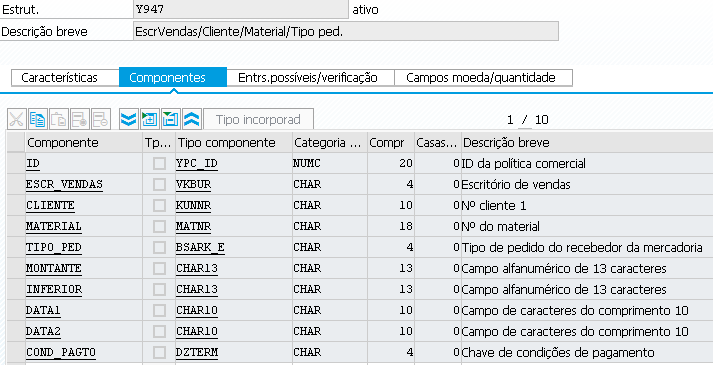 Estrut. Y947 ativo
Descrição breve EscrVendas/Cliente/Material/Tipo ped.
Características Componentes Entrs.possíveis/verificação Campos moeda/quantidade
Tipo incorporad 1 / 10
Componente Tp... Tipo componente Categoria ... Compr Casas... Descrição breve
ID YPC_ID NUMC 20 0 ID da política comercial
ESCR_VENDAS VKBUR CHAR 4 0 Escritório de vendas
CLIENTE KUNNR CHAR 10 0 Nº cliente 1
MATERIAL MATNR CHAR 18 0 Nº do material
TIPO_PED BSARK_E CHAR 4 0 Tipo de pedido do recebedor da mercadoria
MONTANTE CHAR13 CHAR 13 0 Campo alfanumérico de 13 caracteres
INFERIOR CHAR13 CHAR 13 0 Campo alfanumérico de 13 caracteres
DATA1 CHAR10 CHAR 10 0 Campo de caracteres do comprimento 10
DATA2 CHAR10 CHAR 10 0 Campo de caracteres do comprimento 10
COND_PAGTO DZTERM CHAR 4 0 Chave de condições de pagamento